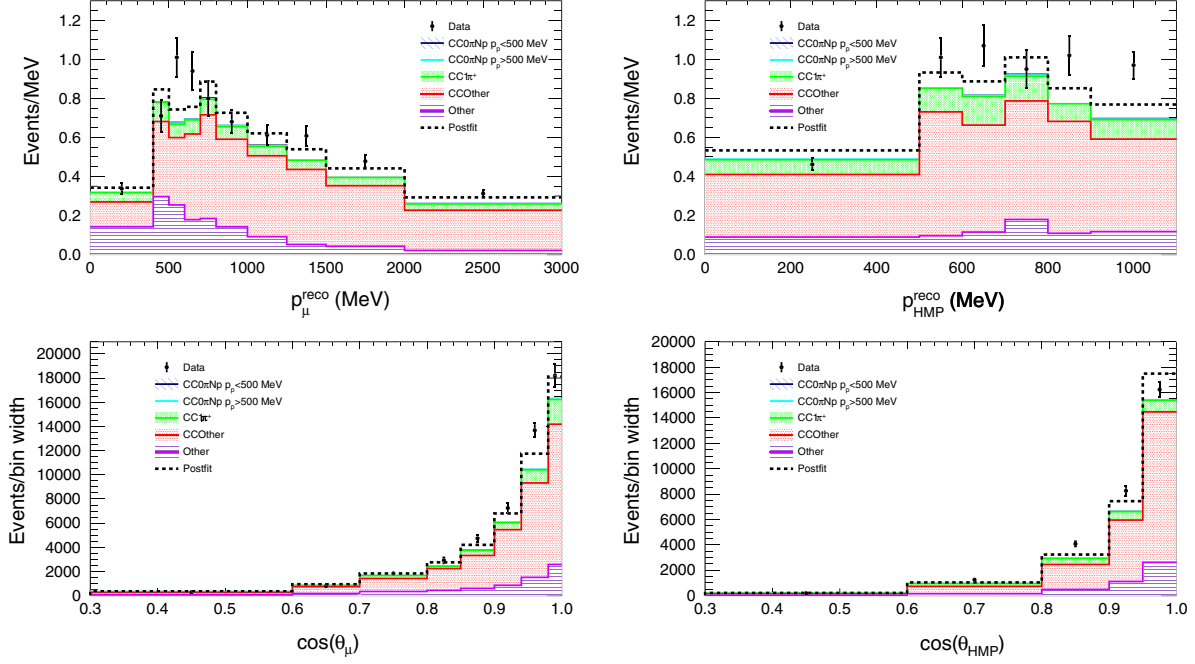 Events/MeV
1.2
1.0
0.8
0.6
0.4
0.2
0.0
Data
CC0πNp pₚ<500 MeV
CC0πNp pₚ>500 MeV
CC1π⁺
CCOther
Other
Postfit
0 500 1000 1500 2000 2500 3000
p_μ^reco (MeV)
Events/MeV
1.2
1.0
0.8
0.6
0.4
0.2
0.0
Data
CC0πNp pₚ<500 MeV
CC0πNp pₚ>500 MeV
CC1π⁺
CCOther
Other
Postfit
0 200 400 600 800 1000
p_HMP^reco (MeV)
Events/bin width
20000
18000
16000
14000
12000
10000
8000
6000
4000
2000
0
Data
CC0πNp pₚ<500 MeV
CC0πNp pₚ>500 MeV
CC1π⁺
CCOther
Other
Postfit
0.3 0.4 0.5 0.6 0.7 0.8 0.9 1.0
cos(θ_μ)
Events/bin width
20000
18000
16000
14000
12000
10000
8000
6000
4000
2000
0
Data
CC0πNp pₚ<500 MeV
CC0πNp pₚ>500 MeV
CC1π⁺
CCOther
Other
Postfit
0.3 0.4 0.5 0.6 0.7 0.8 0.9 1.0
cos(θ_HMP)